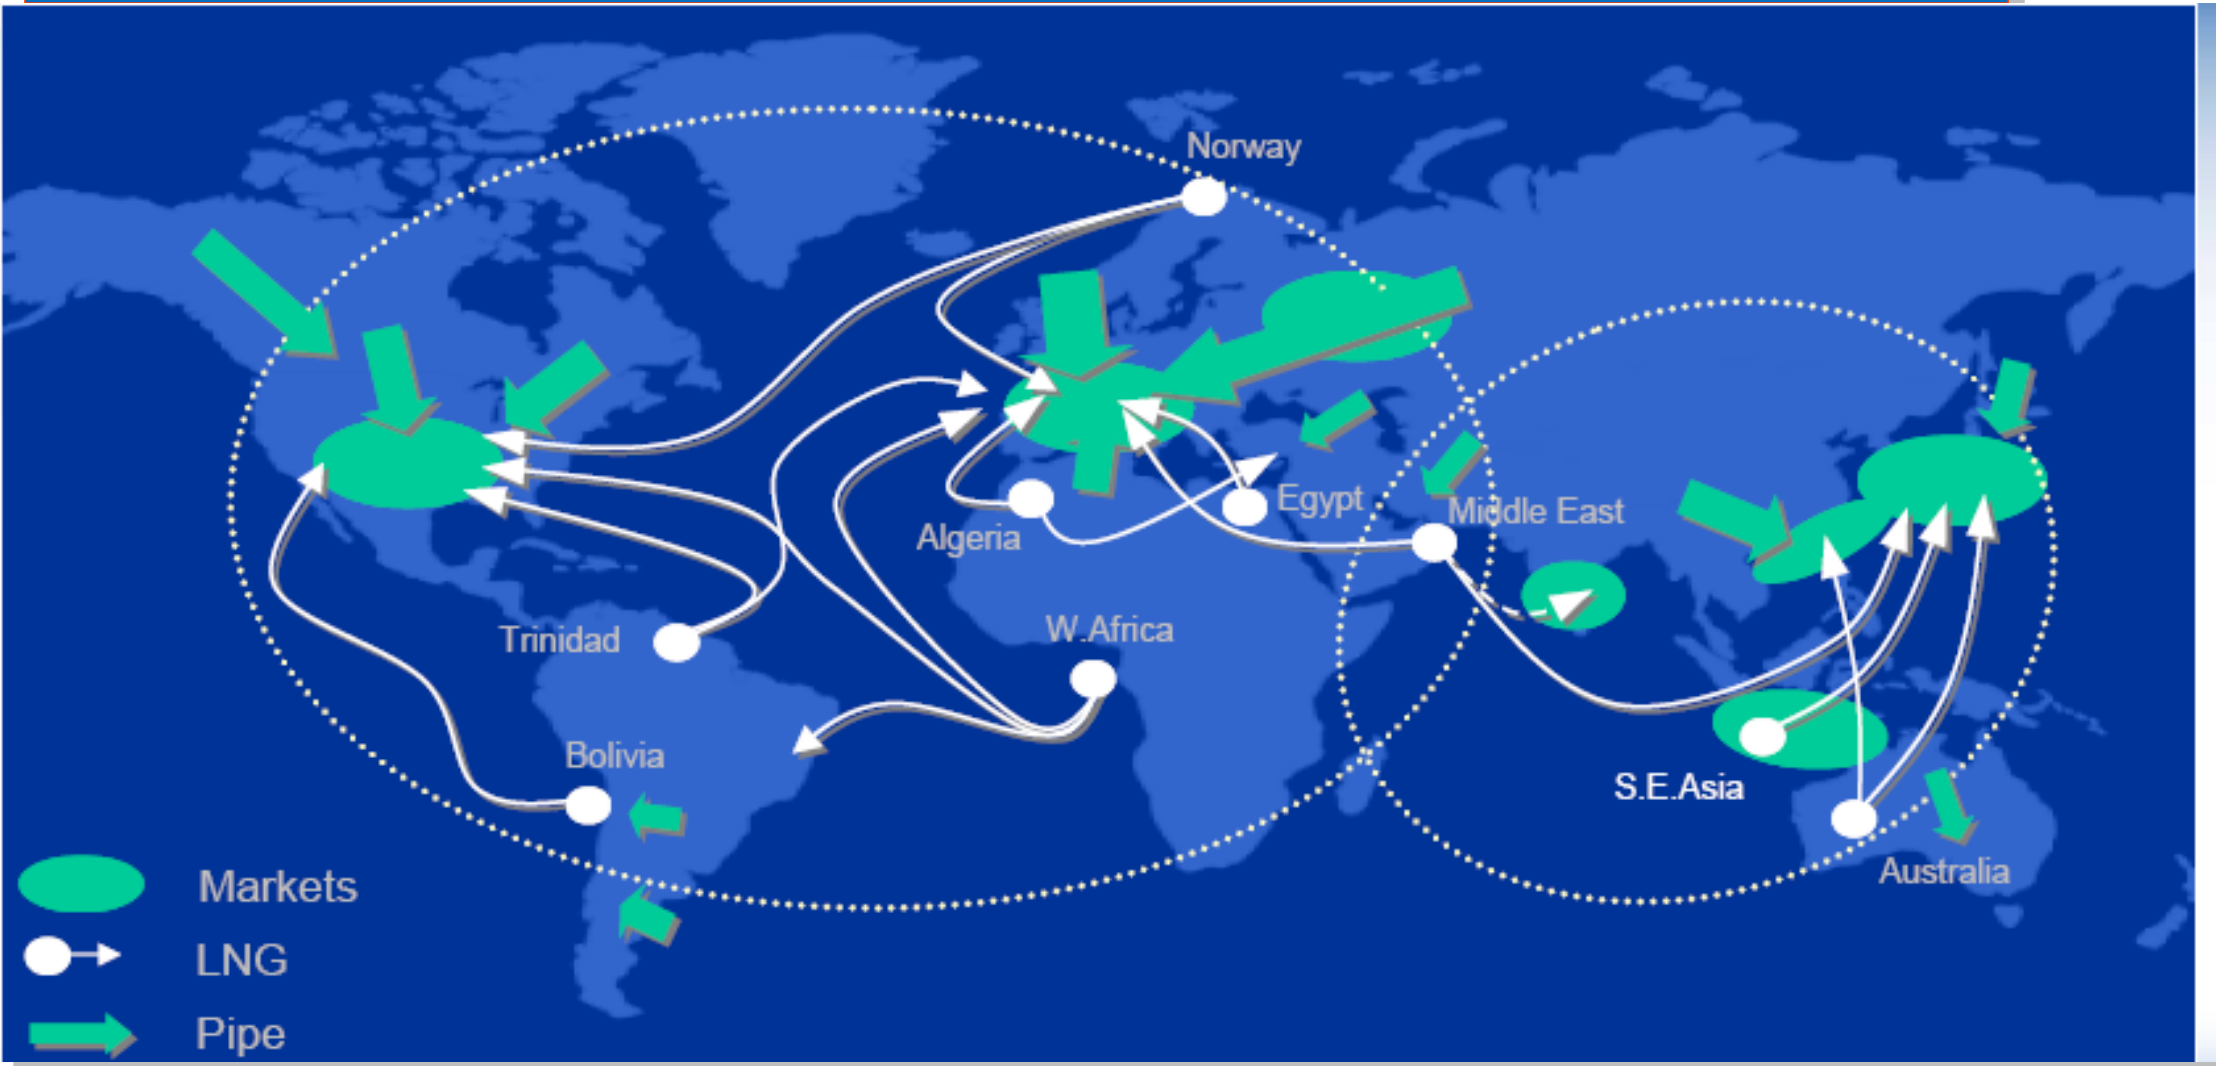 Norway
Egypt
Middle East
Algeria
W.Africa
Trinidad
Bolivia
S.E.Asia
Australia
Markets
LNG
Pipe